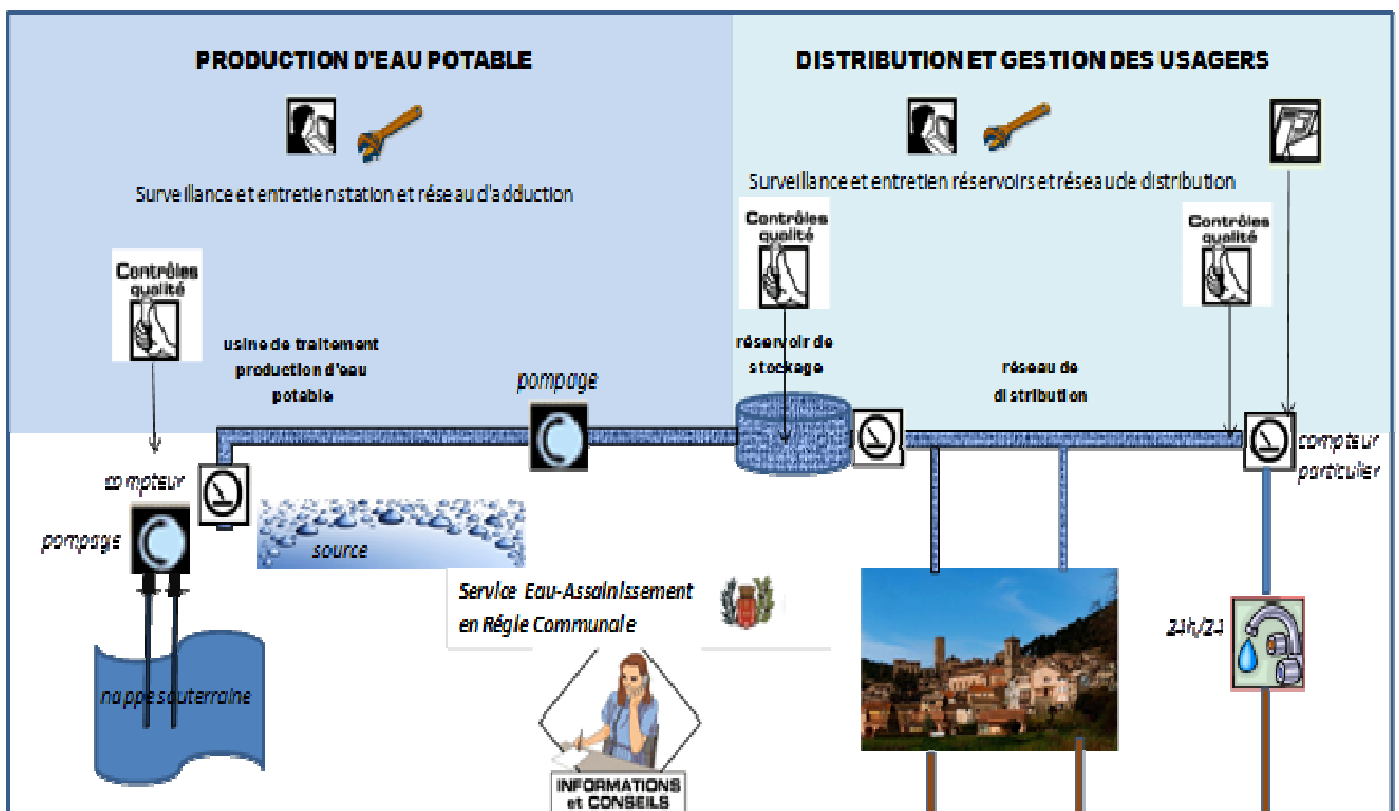 PRODUCTION D'EAU POTABLE
DISTRIBUTION ET GESTION DES USAGERS
Surveillance et entretien station et réseau d'adduction
Surveillance et entretien réservoirs et réseau de distribution
Contrôles
qualité
Contrôles
qualité
Contrôles
qualité
usine de traitement
production d'eau
potable
pompage
réservoir de
stockage
réseau de
distribution
compteur
particulier
compteur
pompage
source
Service Eau-Assainissement
en Régie Communale
nappe souterraine
INFORMATIONS
et CONSEILS